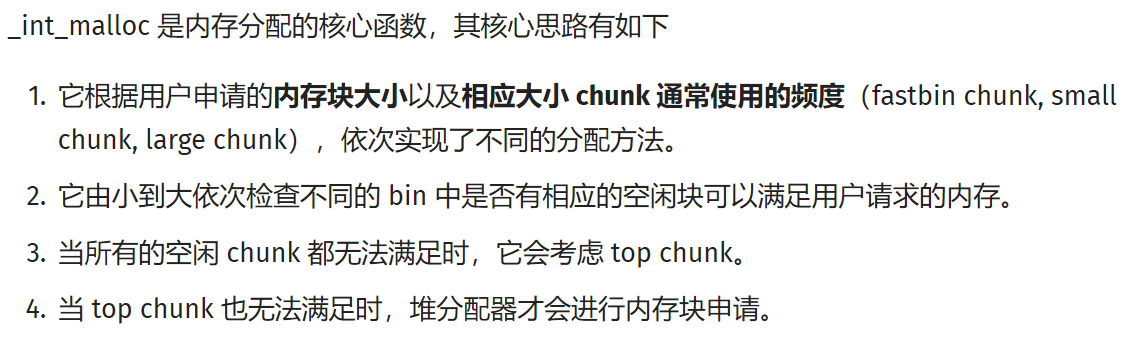 _int_malloc 是内存分配的核心函数，其核心思路有如下
1. 它根据用户申请的内存块大小以及相应大小 chunk 通常使用的频度（fastbin chunk, small
chunk, large chunk），依次实现了不同的分配方法。
2. 它由小到大依次检查不同的 bin 中是否有相应的空闲块可以满足用户请求的内存。
3. 当所有的空闲 chunk 都无法满足时，它会考虑 top chunk。
4. 当 top chunk 也无法满足时，堆分配器才会进行内存块申请。